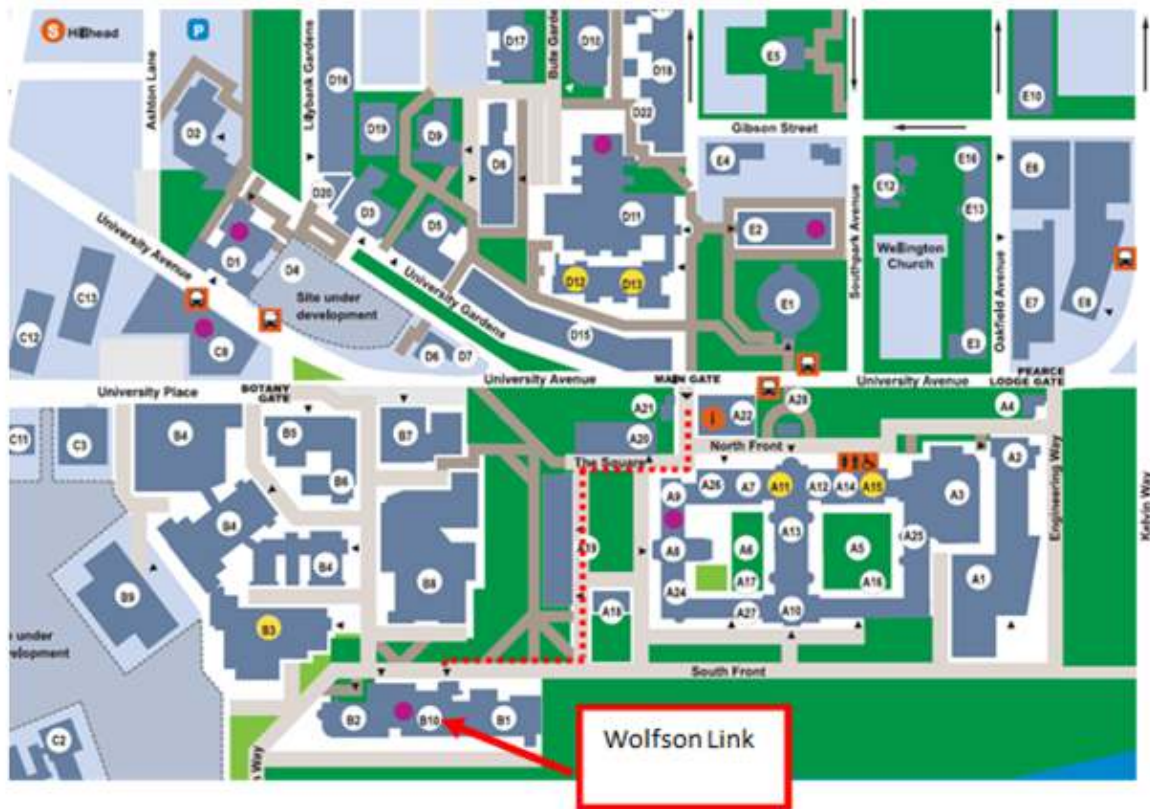 S Hillhead
P
D17
D10
D18
E5
E10
Ashton Lane
Lilybank Gardens
Bute Gard
D16
D2
D19
D9
D8
D22
Gibson Street
E4
E12
E16
E6
D20
D3
D5
D11
E2
E13
Southpark Avenue
Wellington
Church
Oakfield Avenue
University Avenue
D1
D4
Site under
development
University Gardens
D12
D13
E1
E7
E8
E3
C13
C12
C8
D15
D6
D7
University Place
BOTANY
GATE
University Avenue
MAIN GATE
University Avenue
PEARCE
LODGE GATE
C11
C3
B4
B5
B7
A21
A20
A22
A28
A4
The Square
North Front
B6
A9
A26
A7
A11
A12
A14
A15
A3
A2
Engineering Way
Kelvin Way
B4
B4
B8
A19
A8
A6
A13
A5
A25
B9
A24
A17
A16
A1
B3
A18
A27
A10
e under
velopment
South Front
B2
B10
B1
C2
n Way
Wolfson Link